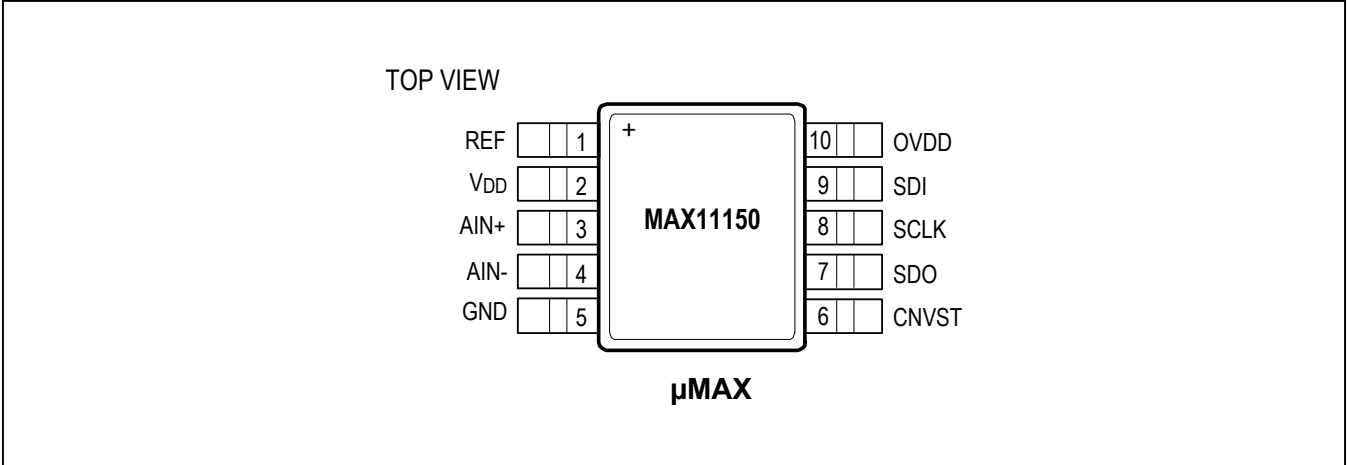 TOP VIEW
REF 1 + 10 OVDD
VDD 2 9 SDI
AIN+ 3 MAX11150 8 SCLK
AIN- 4 7 SDO
GND 5 6 CNVST
µMAX